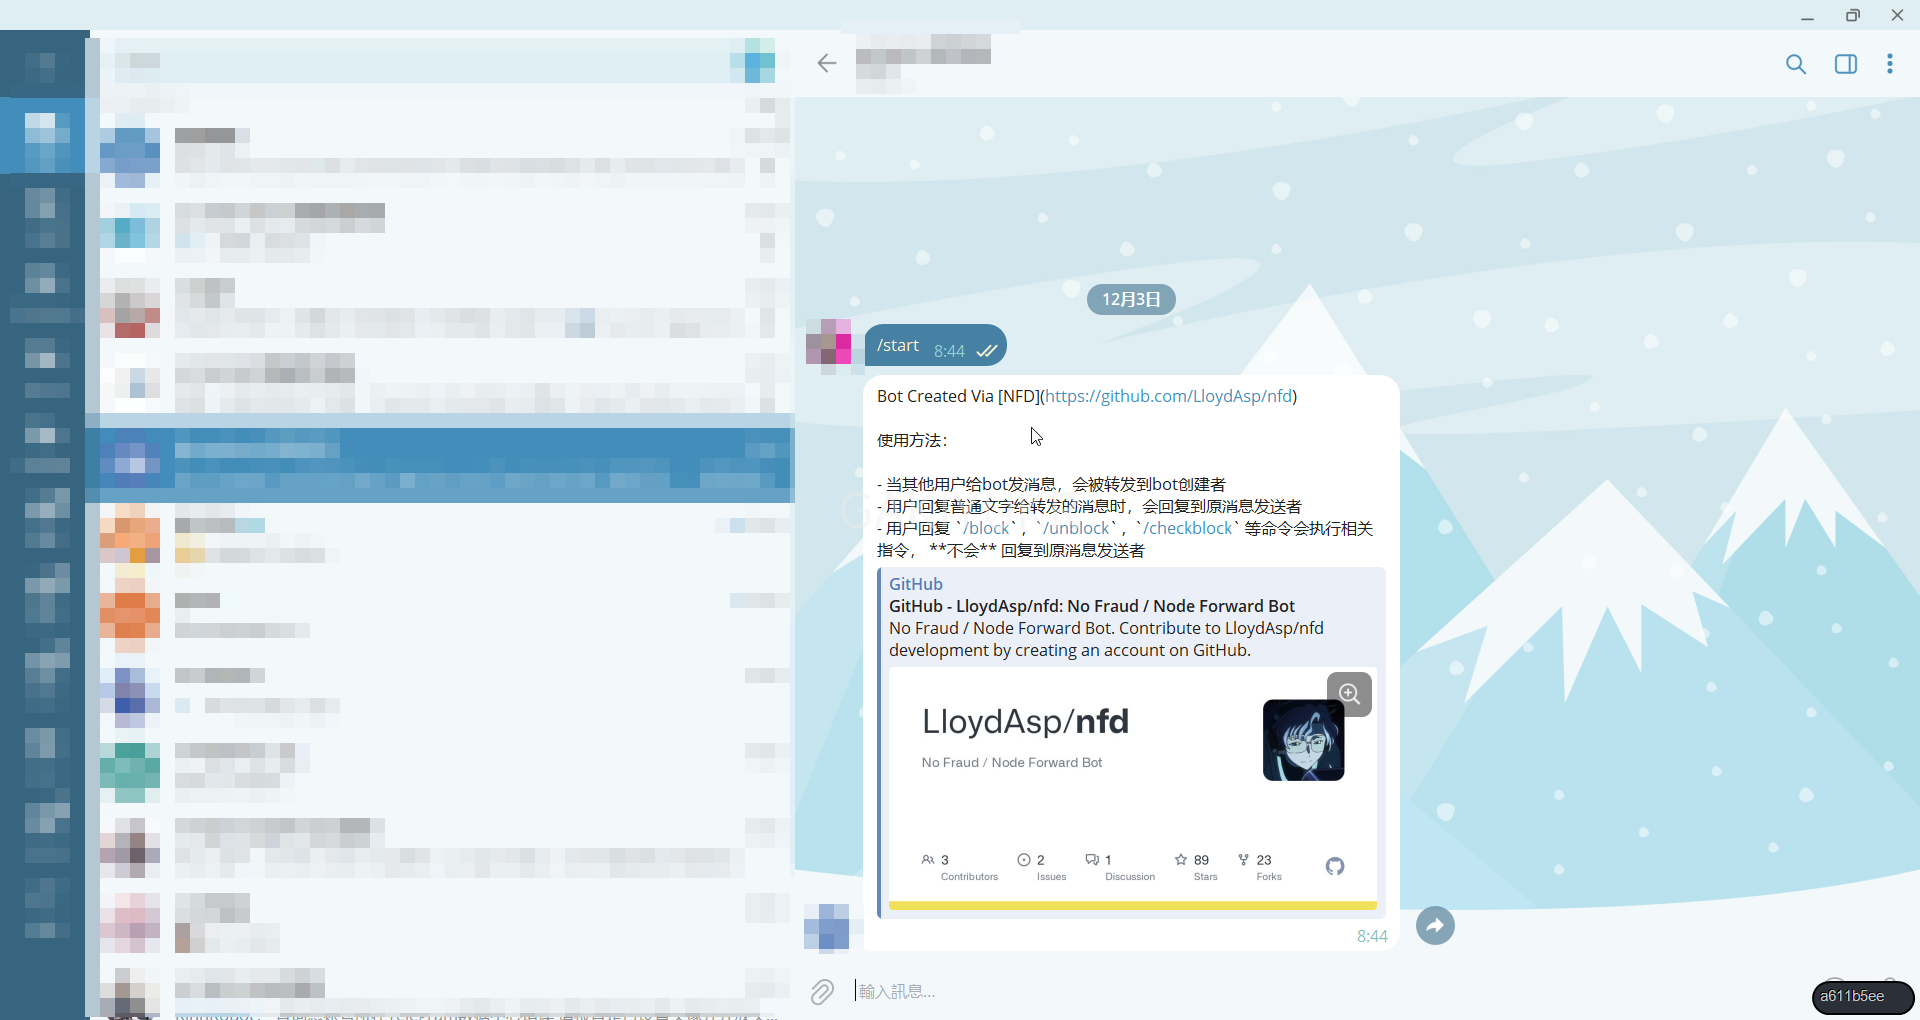 12月3日
/start 8:44
Bot Created Via [NFD](https://github.com/LloydAsp/nfd)
使用方法：
- 当其他用户给bot发消息，会被转发到bot创建者
- 用户回复普通文字给转发的消息时，会回复到原消息发送者
- 用户回复 `/block`，`/unblock`，`/checkblock` 等命令会执行相关
指令， **不会** 回复到原消息发送者
GitHub
GitHub - LloydAsp/nfd: No Fraud / Node Forward Bot
No Fraud / Node Forward Bot. Contribute to LloydAsp/nfd
development by creating an account on GitHub.
LloydAsp/nfd
No Fraud / Node Forward Bot
3 2 1 89 23
Contributors Issues Discussion Stars Forks
8:44
輸入訊息...
a611b5ee